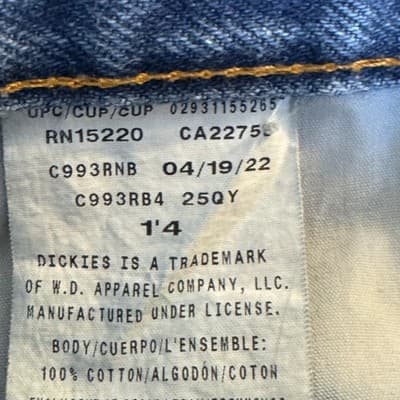 UPC/CUP/CUP 02931155265
RN15220 CA2275
C993RNB 04/19/22
C993RB4 25QY
1'4
DICKIES IS A TRADEMARK
OF W.D. APPAREL COMPANY, LLC.
MANUFACTURED UNDER LICENSE.
BODY/CUERPO/L'ENSEMBLE:
100% COTTON/ALGODÓN/COTON